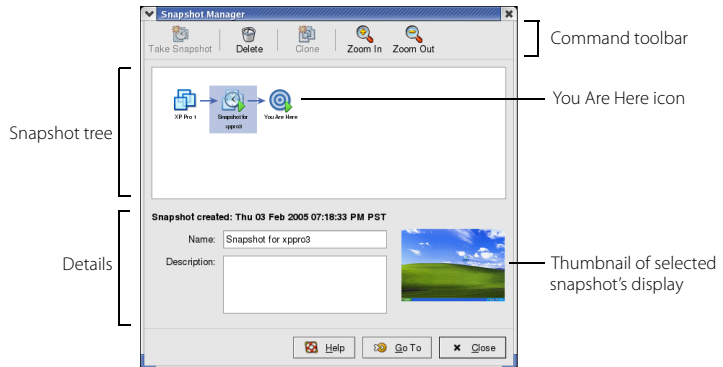 Snapshot Manager
Take Snapshot Delete Clone Zoom In Zoom Out
Command toolbar
XP Pro 1
Snapshot for
xppro3
You Are Here
You Are Here icon
Snapshot tree
Snapshot created: Thu 03 Feb 2005 07:18:33 PM PST
Name: Snapshot for xppro3
Description:
Details
Thumbnail of selected
snapshot's display
Help Go To Close